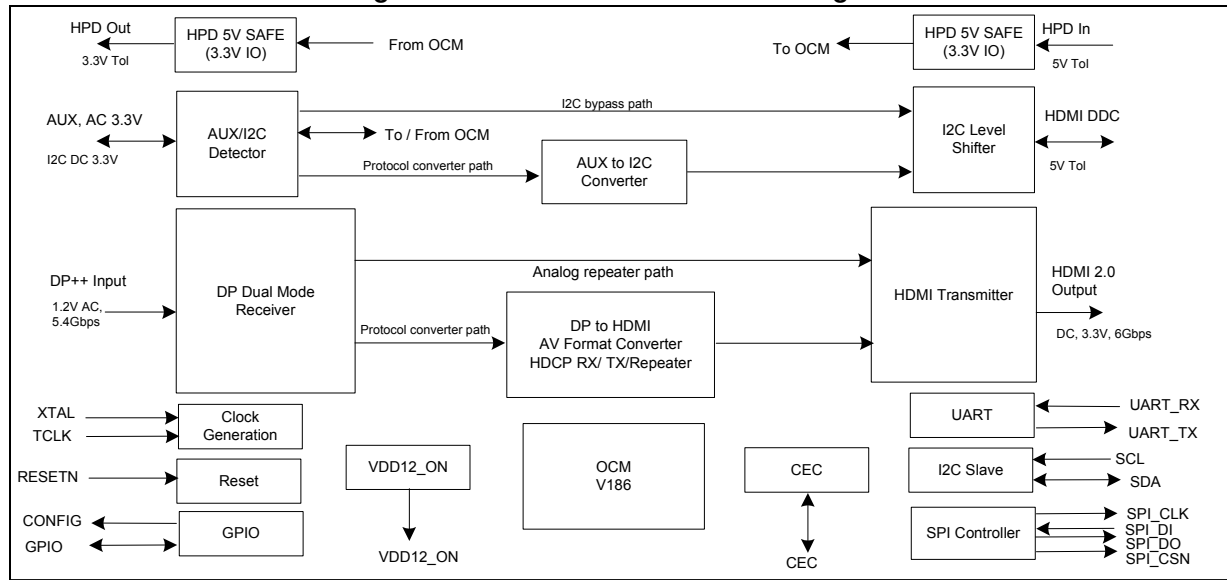 HPD Out
3.3V Tol
HPD 5V SAFE
(3.3V IO)
From OCM
To OCM
HPD 5V SAFE
(3.3V IO)
HPD In
5V Tol
AUX, AC 3.3V
I2C DC 3.3V
AUX/I2C
Detector
I2C bypass path
To / From OCM
Protocol converter path
AUX to I2C
Converter
I2C Level
Shifter
HDMI DDC
5V Tol
DP++ Input
1.2V AC,
5.4Gbps
DP Dual Mode
Receiver
Analog repeater path
Protocol converter path
DP to HDMI
AV Format Converter
HDCP RX/ TX/Repeater
HDMI Transmitter
HDMI 2.0
Output
DC, 3.3V, 6Gbps
XTAL
TCLK
Clock
Generation
RESETN
Reset
CONFIG
GPIO
GPIO
VDD12_ON
VDD12_ON
OCM
V186
CEC
CEC
UART
UART_RX
UART_TX
I2C Slave
SCL
SDA
SPI Controller
SPI_CLK
SPI_DI
SPI_DO
SPI_CSN